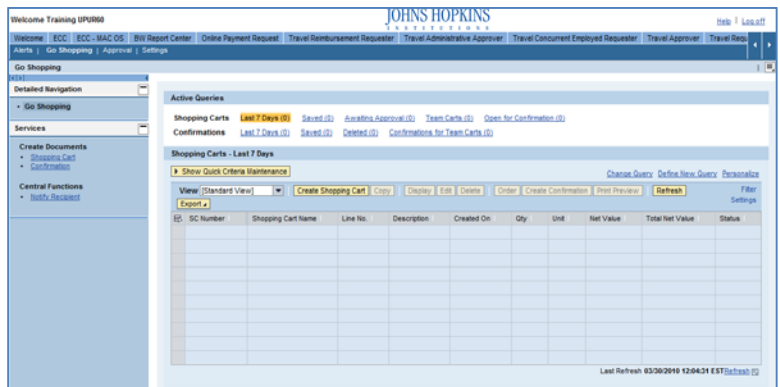 Welcome Training UPUR60
JOHNS HOPKINS
INSTITUTIONS
Help | Log off
Welcome ECC ECC - MAC OS BW Report Center Online Payment Request Travel Reimbursement Requester Travel Administrative Approver Travel Concurrent Employed Requester Travel Approver Travel Requ
Alerts | Go Shopping | Approval | Settings
Go Shopping
Detailed Navigation
• Go Shopping
Services
Create Documents
• Shopping Cart
• Confirmation
Central Functions
• Notify Recipient
Active Queries
Shopping Carts Last 7 Days (0) Saved (0) Awaiting Approval (0) Team Carts (0) Open for Confirmation (0)
Confirmations Last 7 Days (0) Saved (0) Deleted (0) Confirmations for Team Carts (0)
Shopping Carts - Last 7 Days
Show Quick Criteria Maintenance
Change Query Define New Query Personalize
View [Standard View] Create Shopping Cart Copy Display Edit Delete Order Create Confirmation Print Preview Refresh Filter
Export Settings
SC Number Shopping Cart Name Line No. Description Created On Qty Unit Net Value Total Net Value Status
Last Refresh 03/30/2010 12:04:31 EST Refresh